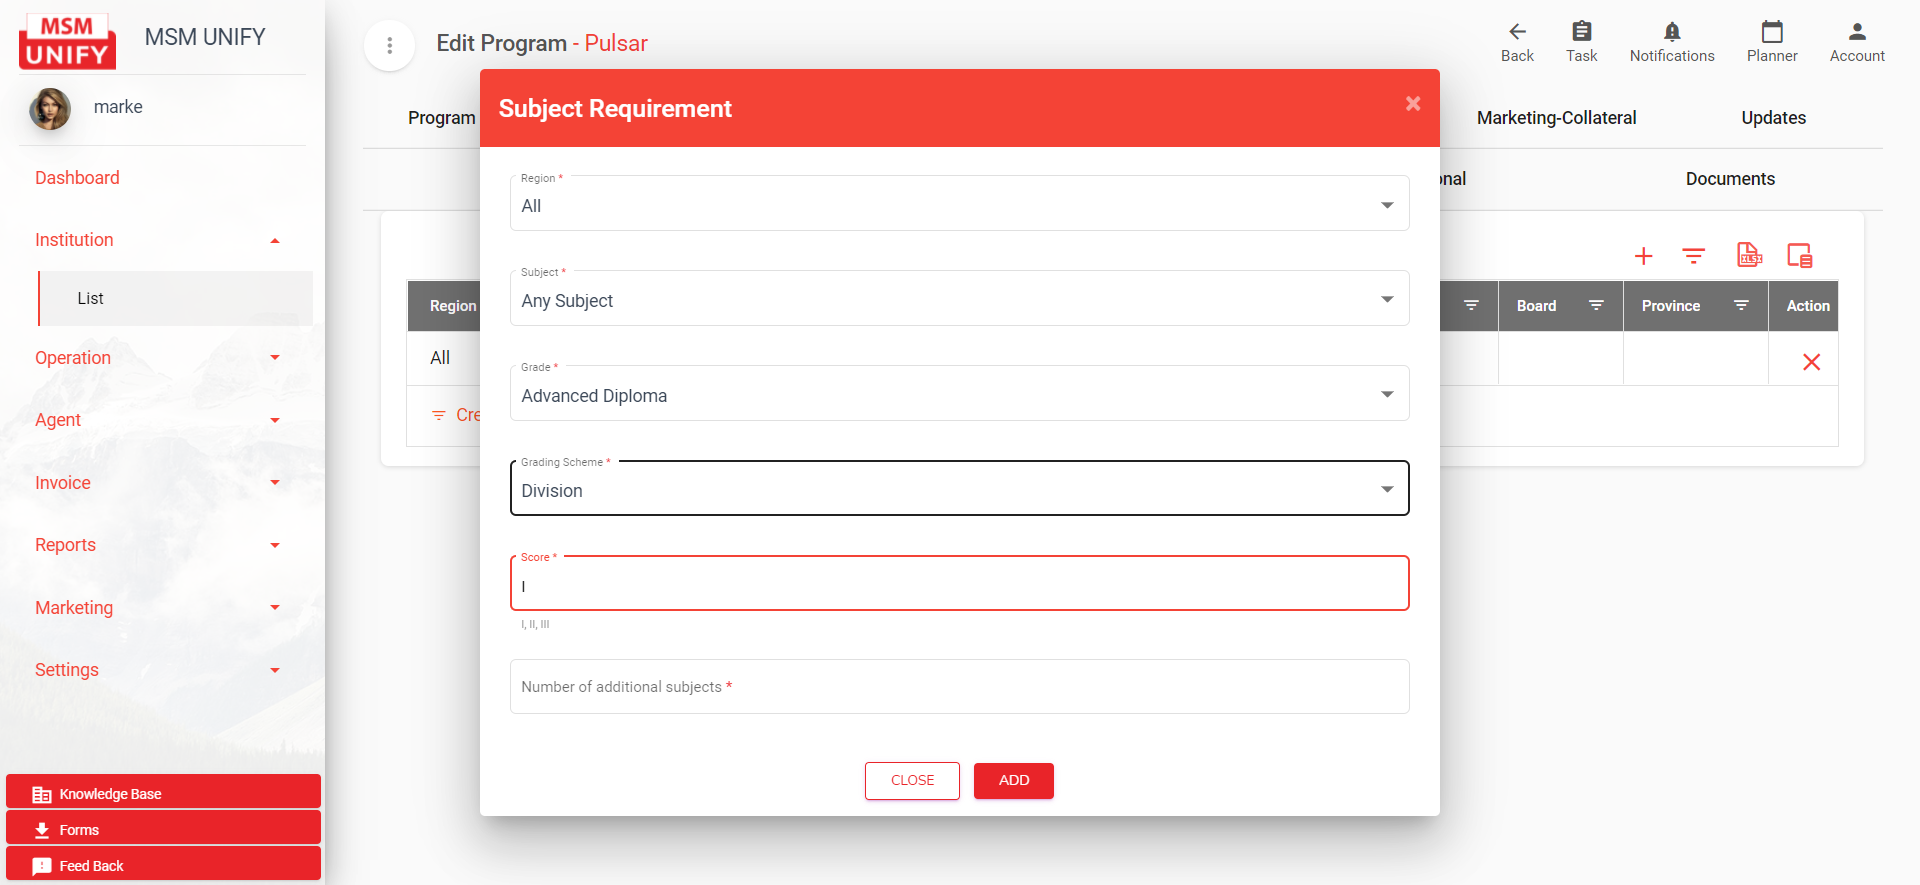 MSM
UNIFY
MSM UNIFY
marke
Dashboard
Institution
List
Operation
Agent
Invoice
Reports
Marketing
Settings
Knowledge Base
Forms
Feed Back
Edit Program - Pulsar
Back
Task
Notifications
Planner
Account
Program
Marketing-Collateral
Updates
onal
Documents
XLSX
Region
Board
Province
Action
All
Cre
Subject Requirement
×
Region *
All
Subject *
Any Subject
Grade *
Advanced Diploma
Grading Scheme *
Division
Score *
I
I, II, III
Number of additional subjects *
CLOSE
ADD